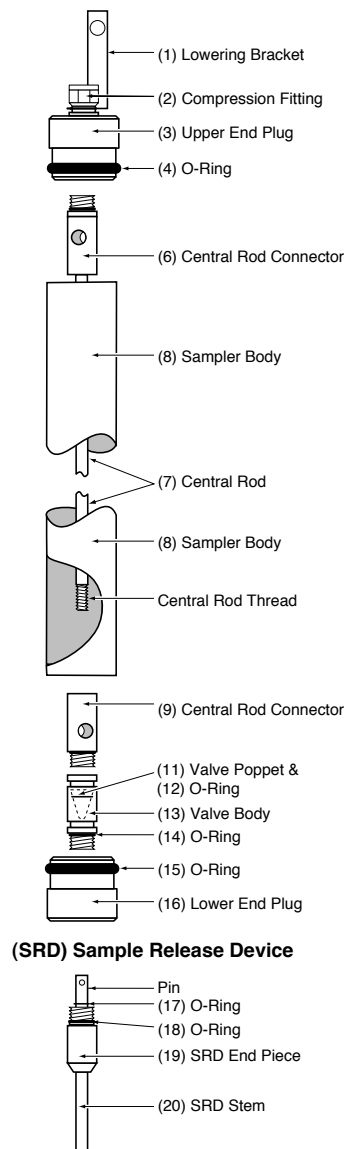 (1) Lowering Bracket
(2) Compression Fitting
(3) Upper End Plug
(4) O-Ring
(6) Central Rod Connector
(8) Sampler Body
(7) Central Rod
(8) Sampler Body
Central Rod Thread
(9) Central Rod Connector
(11) Valve Poppet &
(12) O-Ring
(13) Valve Body
(14) O-Ring
(15) O-Ring
(16) Lower End Plug
(SRD) Sample Release Device
Pin
(17) O-Ring
(18) O-Ring
(19) SRD End Piece
(20) SRD Stem